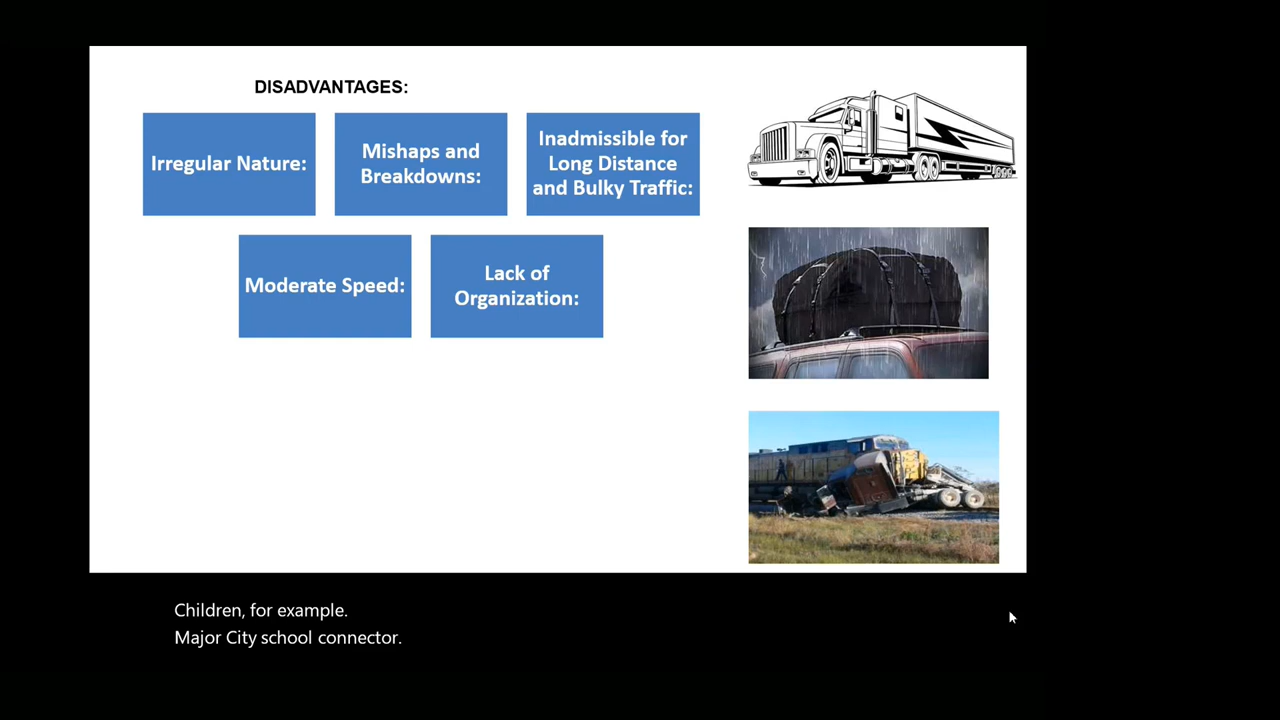 DISADVANTAGES:
Irregular Nature:
Mishaps and
Breakdowns:
Inadmissible for
Long Distance
and Bulky Traffic:
Moderate Speed:
Lack of
Organization:
Children, for example.
Major City school connector.